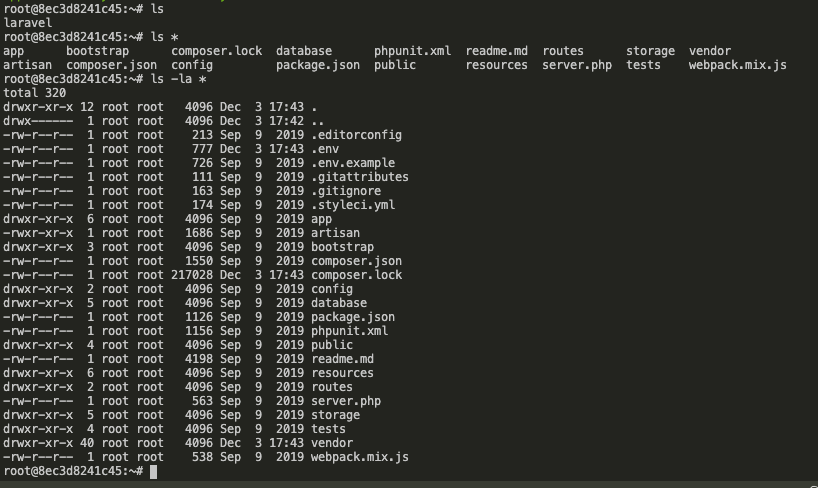 root@8ec3d8241c45:~# ls
laravel
root@8ec3d8241c45:~# ls *
app      bootstrap      composer.lock  database      phpunit.xml  readme.md  routes      storage  vendor
artisan  composer.json  config         package.json  public       resources  server.php  tests    webpack.mix.js
root@8ec3d8241c45:~# ls -la *
total 320
drwxr-xr-x 12 root root   4096 Dec  3 17:43 .
drwx------  1 root root   4096 Dec  3 17:42 ..
-rw-r--r--  1 root root    213 Sep  9  2019 .editorconfig
-rw-r--r--  1 root root    777 Dec  3 17:43 .env
-rw-r--r--  1 root root    726 Sep  9  2019 .env.example
-rw-r--r--  1 root root    111 Sep  9  2019 .gitattributes
-rw-r--r--  1 root root    163 Sep  9  2019 .gitignore
-rw-r--r--  1 root root    174 Sep  9  2019 .styleci.yml
drwxr-xr-x  6 root root   4096 Sep  9  2019 app
-rw-r--r--  1 root root   1686 Sep  9  2019 artisan
drwxr-xr-x  3 root root   4096 Sep  9  2019 bootstrap
-rw-r--r--  1 root root   1550 Sep  9  2019 composer.json
-rw-r--r--  1 root root 217028 Dec  3 17:43 composer.lock
drwxr-xr-x  2 root root   4096 Sep  9  2019 config
drwxr-xr-x  5 root root   4096 Sep  9  2019 database
-rw-r--r--  1 root root   1126 Sep  9  2019 package.json
-rw-r--r--  1 root root   1156 Sep  9  2019 phpunit.xml
drwxr-xr-x  4 root root   4096 Sep  9  2019 public
-rw-r--r--  1 root root   4198 Sep  9  2019 readme.md
drwxr-xr-x  6 root root   4096 Sep  9  2019 resources
drwxr-xr-x  2 root root   4096 Sep  9  2019 routes
-rw-r--r--  1 root root    563 Sep  9  2019 server.php
drwxr-xr-x  5 root root   4096 Sep  9  2019 storage
drwxr-xr-x  4 root root   4096 Sep  9  2019 tests
drwxr-xr-x 40 root root   4096 Dec  3 17:43 vendor
-rw-r--r--  1 root root    538 Sep  9  2019 webpack.mix.js
root@8ec3d8241c45:~#